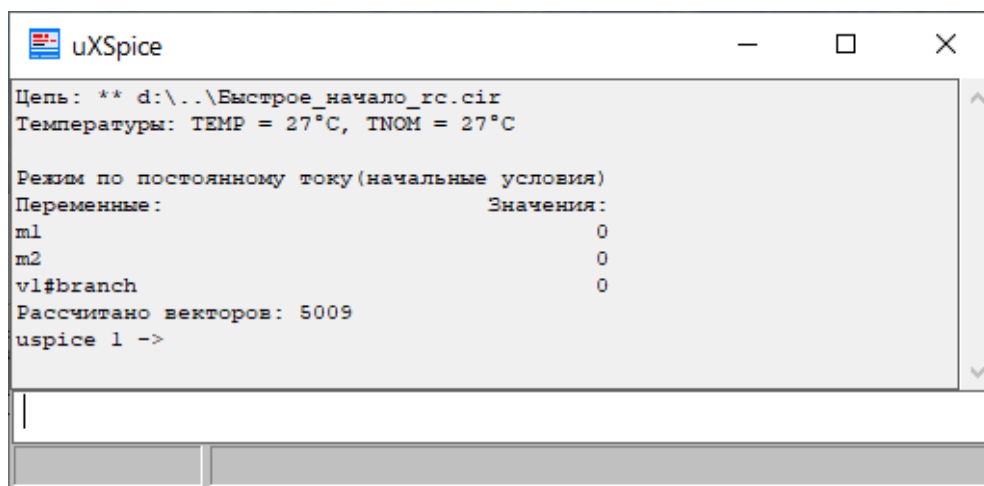 uXSpice
Цепь: ** d:\..\Быстрое_начало_rc.cir
Температуры: TEMP = 27°C, TNOM = 27°C
Режим по постоянному току(начальные условия)
Переменные: Значения:
m1 0
m2 0
v1#branch 0
Рассчитано векторов: 5009
uspice 1 ->